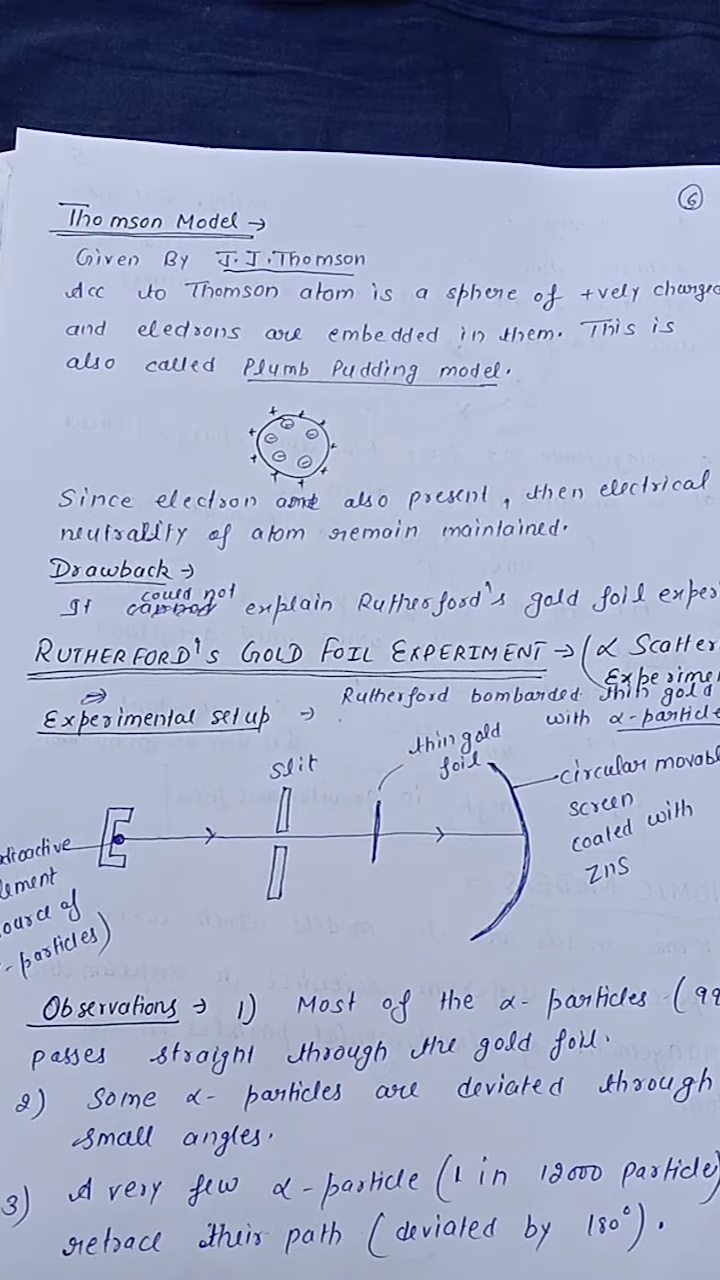 6
Thomson Model →
Given By J.J. Thomson
Acc to Thomson atom is a sphere of +vely charged
and electrons are embedded in them. This is
also called Plumb Pudding model.
Since electron are also present, then electrical
neutrality of atom remain maintained.
Drawback →
It could not explain Rutherford's gold foil experi
RUTHERFORD'S GOLD FOIL EXPERIMENT → (α Scatter
Experime
Experimental setup → Rutherford bombarded thin gold
with α-particle
slit
thin gold
foil
circular movabl
screen
coated with
ZnS
dioactive
lement
ource of
- particles)
Observations → 1) Most of the α- particles (99
passes straight through the gold foil.
2) Some α- particles are deviated through
small angles.
3) A very few α-particle (1 in 12000 particle)
retrace their path (deviated by 180°).